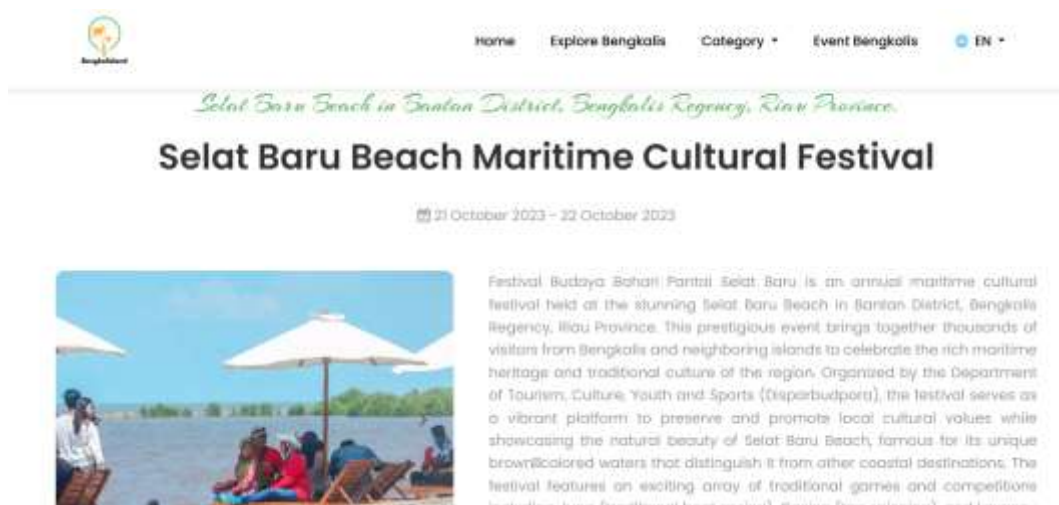 BengkaIsland
Home Explore Bengkalis Category EN Event Bengkalis
Selat Baru Beach in Bantan District, Bengkalis Regency, Riau Province.
Selat Baru Beach Maritime Cultural Festival
21 October 2023 - 22 October 2023
Festival Budaya Bahari Pantai Selat Baru is an annual maritime cultural
festival held at the stunning Selat Baru Beach in Bantan District, Bengkalis
Regency, Riau Province. This prestigious event brings together thousands of
visitors from Bengkalis and neighboring islands to celebrate the rich maritime
heritage and traditional culture of the region. Organized by the Department
of Tourism, Culture, Youth and Sports (Disparbudpora), the festival serves as
a vibrant platform to preserve and promote local cultural values while
showcasing the natural beauty of Selat Baru Beach, famous for its unique
brown colored waters that distinguish it from other coastal destinations. The
festival features an exciting array of traditional games and competitions